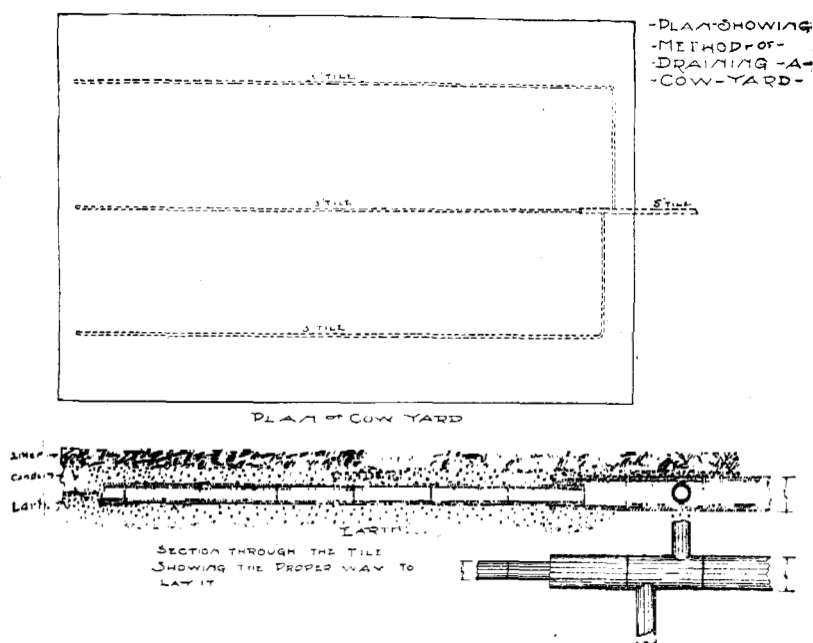 -PLAN-SHOWING
-METHOD-OF-
DRAINING-A-
-COW-YARD-
3"TILE
3"TILE
5"TILE
3 TILE
PLAN OF COW YARD
Earth
EARTH
SECTION THROUGH THE TILE
SHOWING THE PROPER WAY TO
LAY IT